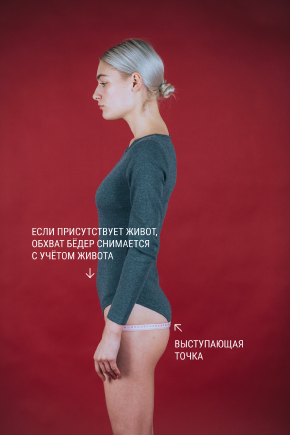 ЕСЛИ ПРИСУТСТВУЕТ ЖИВОТ,
ОБХВАТ БЁДЕР СНИМАЕТСЯ
С УЧЁТОМ ЖИВОТА
ВЫСТУПАЮЩАЯ
ТОЧКА